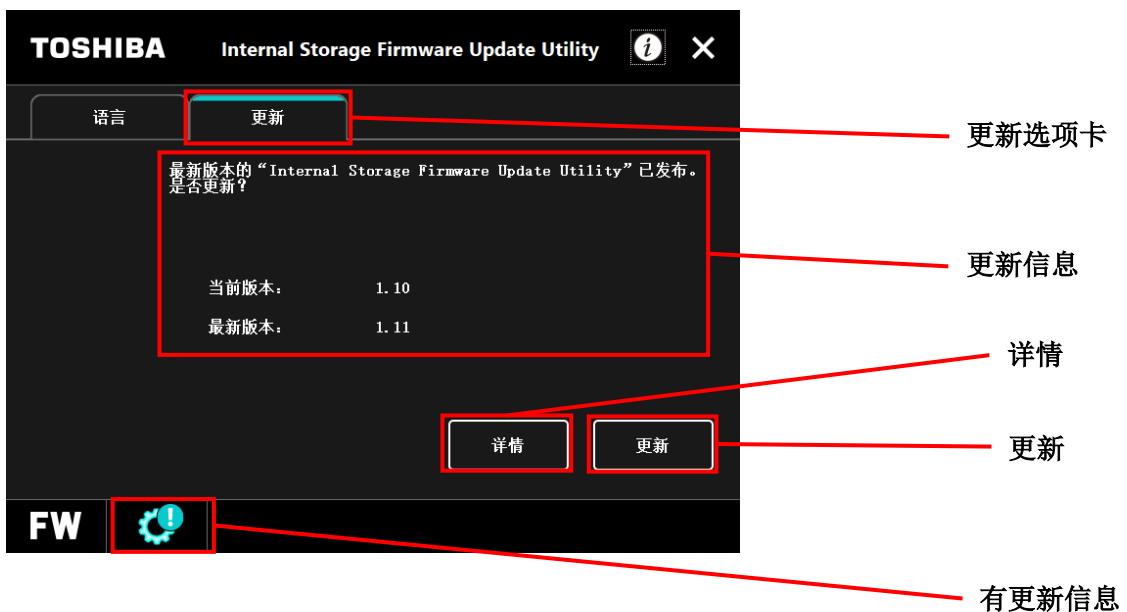 TOSHIBA Internal Storage Firmware Update Utility i
语言 更新
更新选项卡
最新版本的“Internal Storage Firmware Update Utility”已发布。
是否更新?
更新信息
当前版本: 1.10
最新版本: 1.11
详情
详情 更新
更新
FW
有更新信息